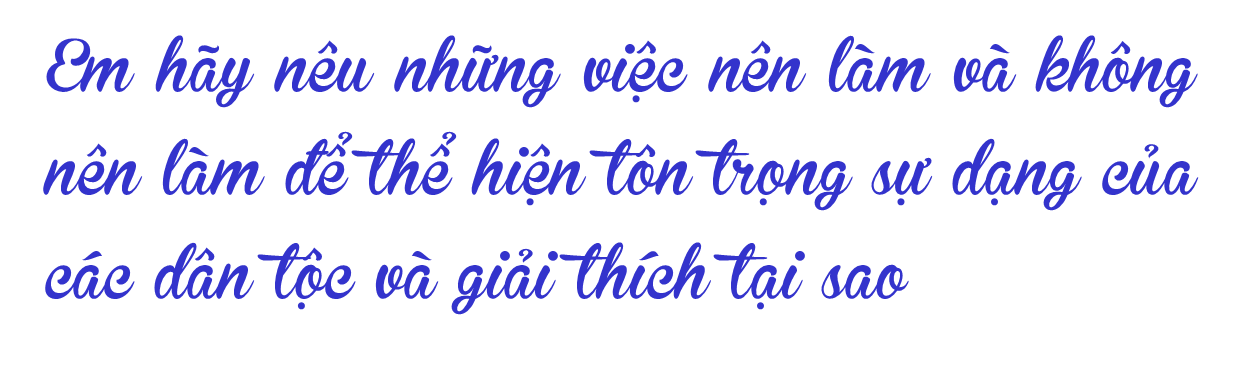 Em hãy nêu những việc nên làm và không
nên làm để thể hiện tôn trọng sự dạng của
các dân tộc và giải thích tại sao